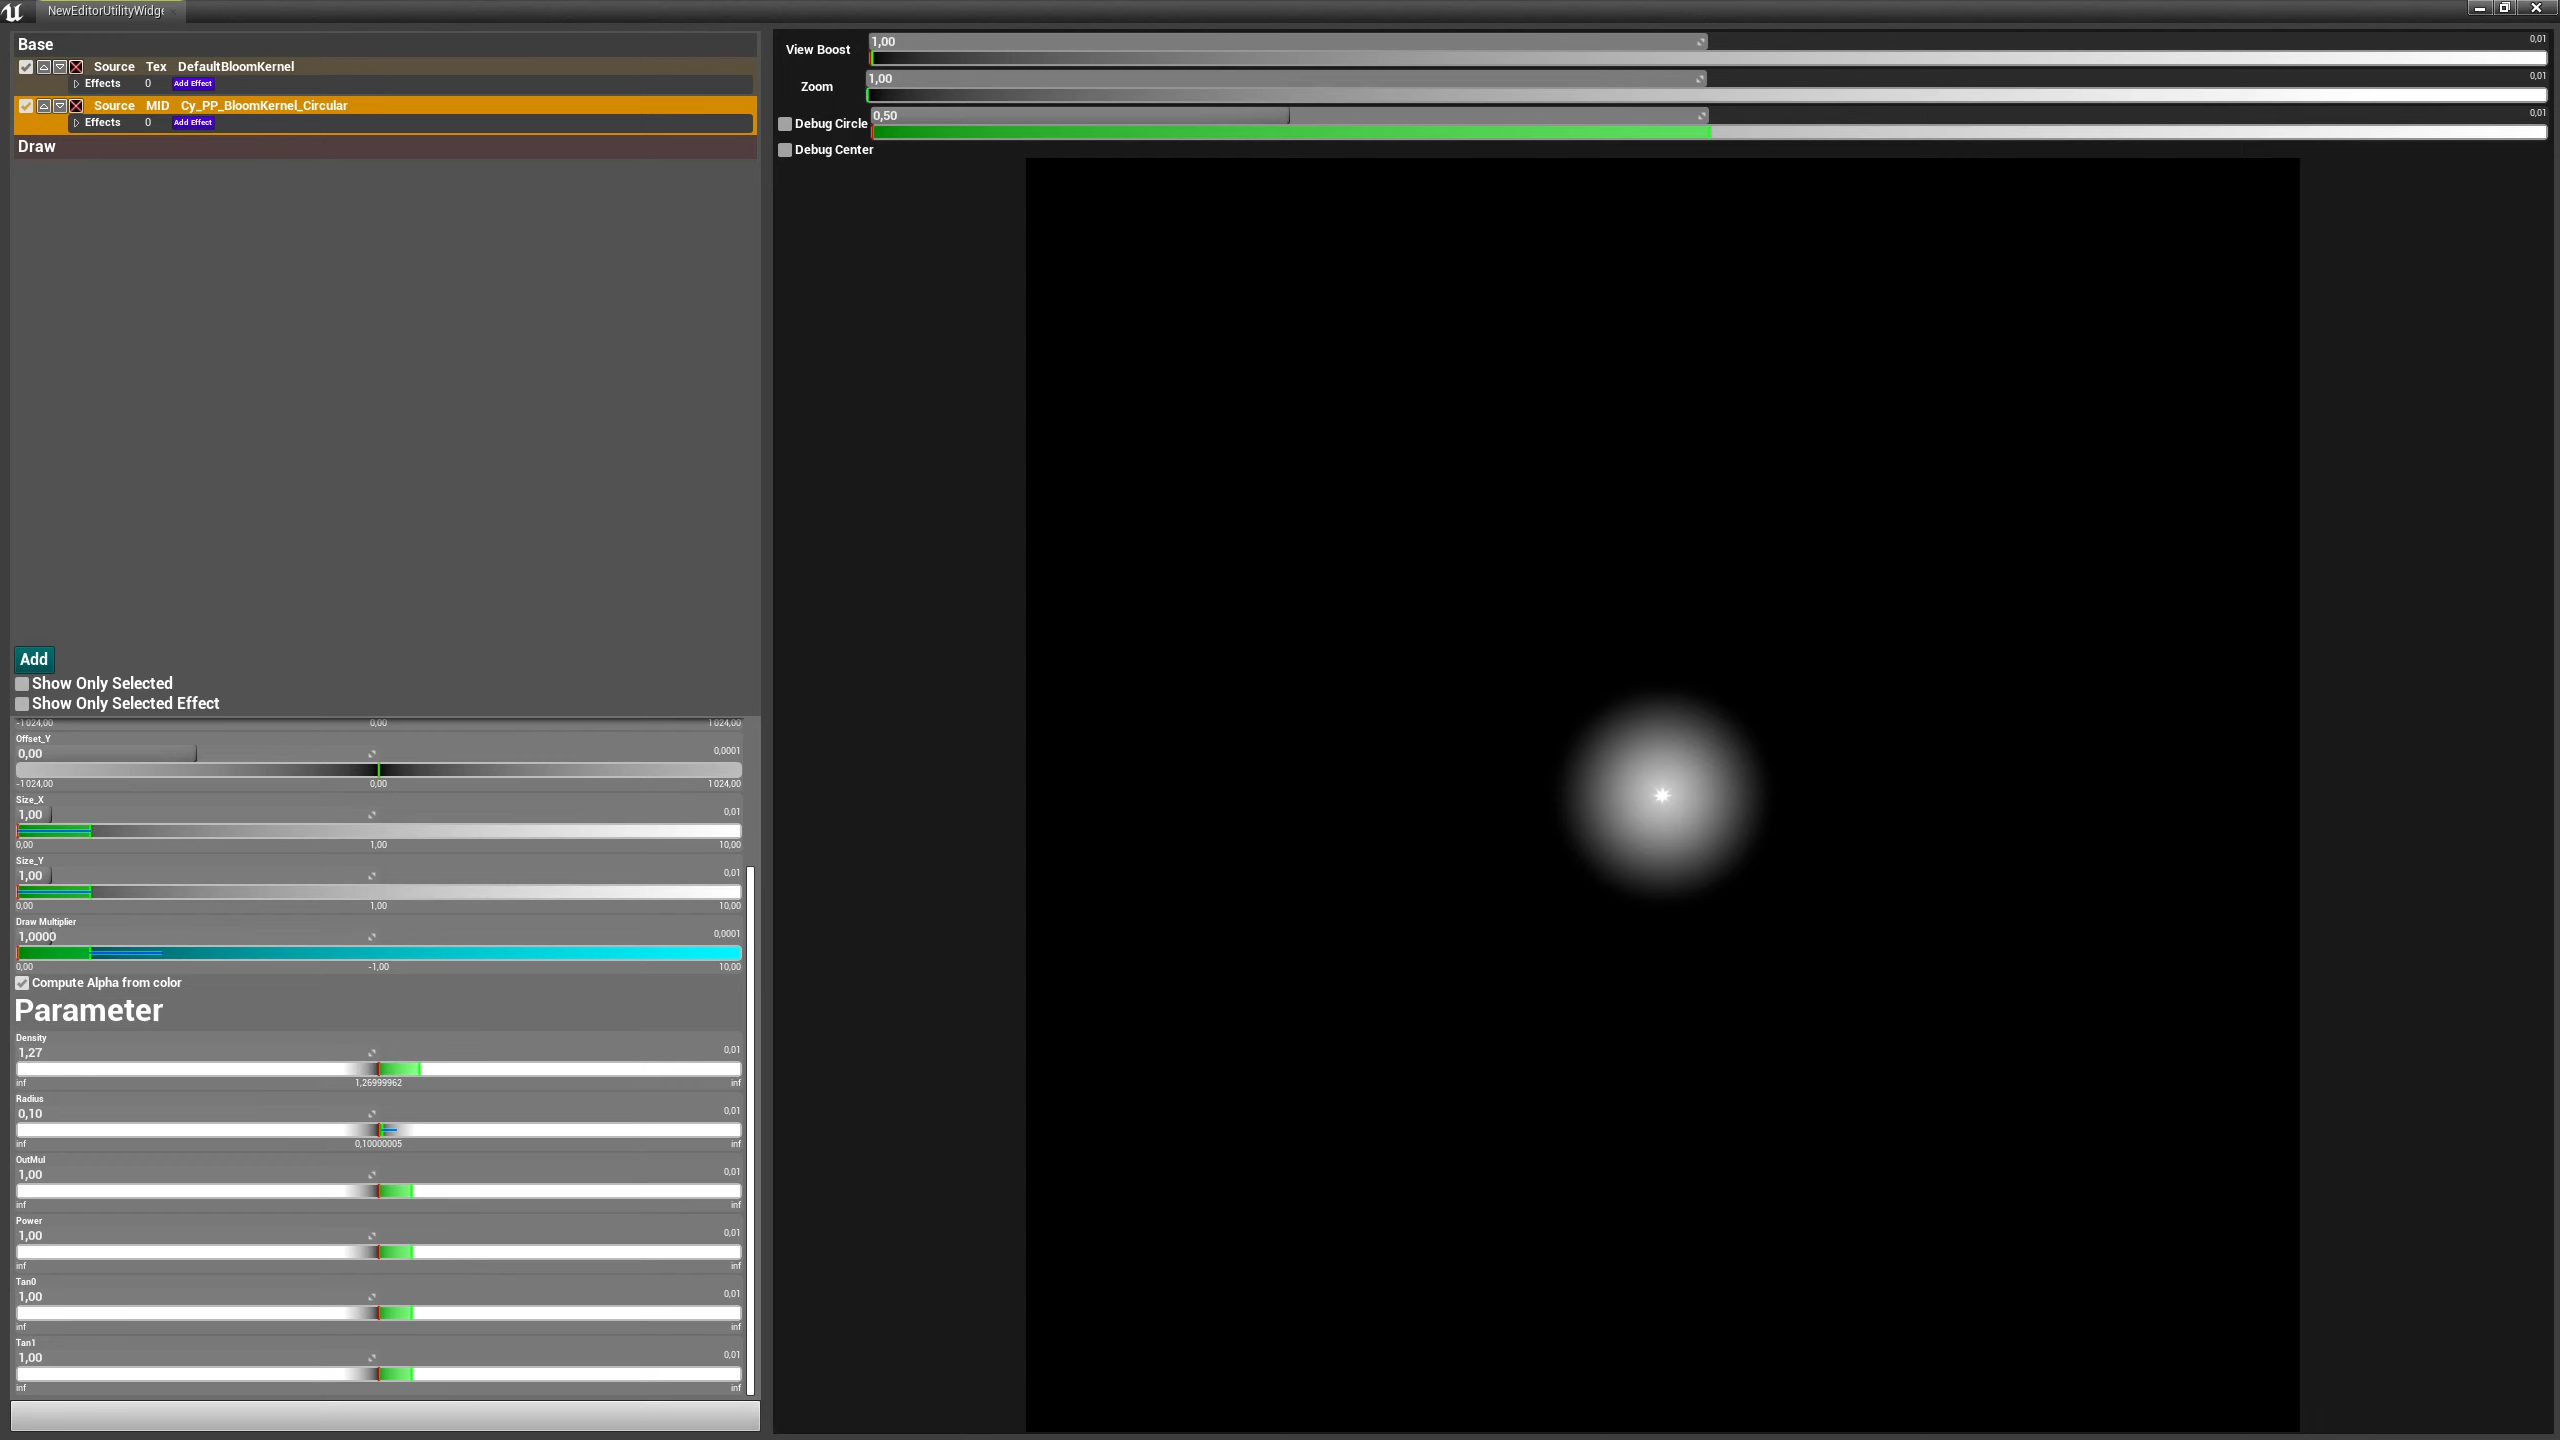 NewEditorUtilityWidge
Base
Source Tex DefaultBloomKernel
Effects 0 Add Effect
Source MID Cy_PP_BloomKernel_Circular
Effects 0 Add Effect
Draw
Add
Show Only Selected
Show Only Selected Effect
-1024,00 0,00 1024,00
Offset_Y
0,00 0,0001
-1024,00 0,00 1024,00
Size_X
1,00 0,01
0,00 1,00 10,00
Size_Y
1,00 0,01
0,00 1,00 10,00
Draw Multiplier
1,0000 0,0001
0,00 -1,00 10,00
Compute Alpha from color
Parameter
Density
1,27 0,01
inf 1,26999962 inf
Radius
0,10 0,01
inf 0,10000005 inf
OutMul
1,00 0,01
inf inf
Power
1,00 0,01
inf inf
Tan0
1,00 0,01
inf inf
Tan1
1,00 0,01
inf inf
View Boost 1,00 0,01
Zoom 1,00 0,01
Debug Circle 0,50 0,01
Debug Center